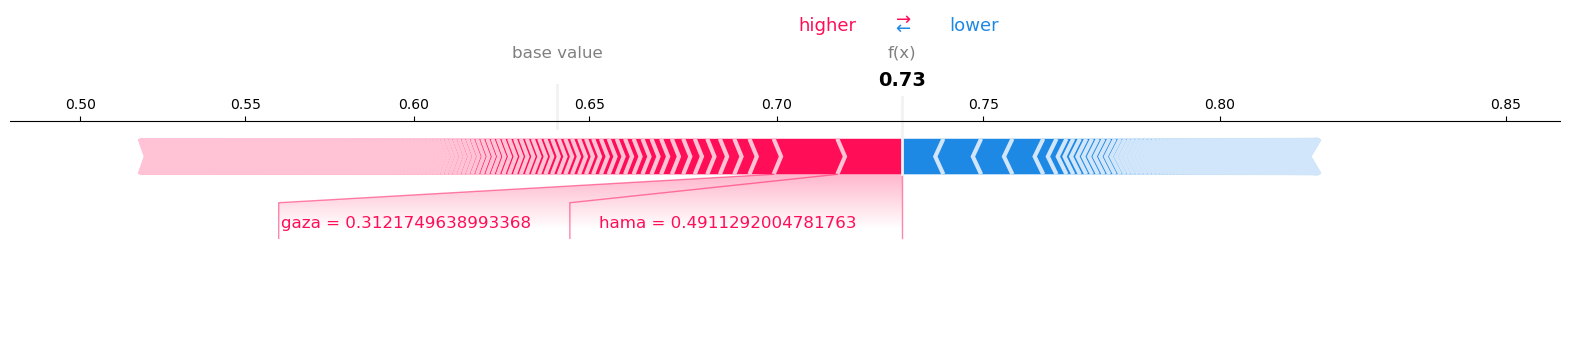 higher → ← lower
base value f(x)
0.73
0.50 0.55 0.60 0.65 0.70 0.75 0.80 0.85
gaza = 0.3121749638993368 hama = 0.4911292004781763